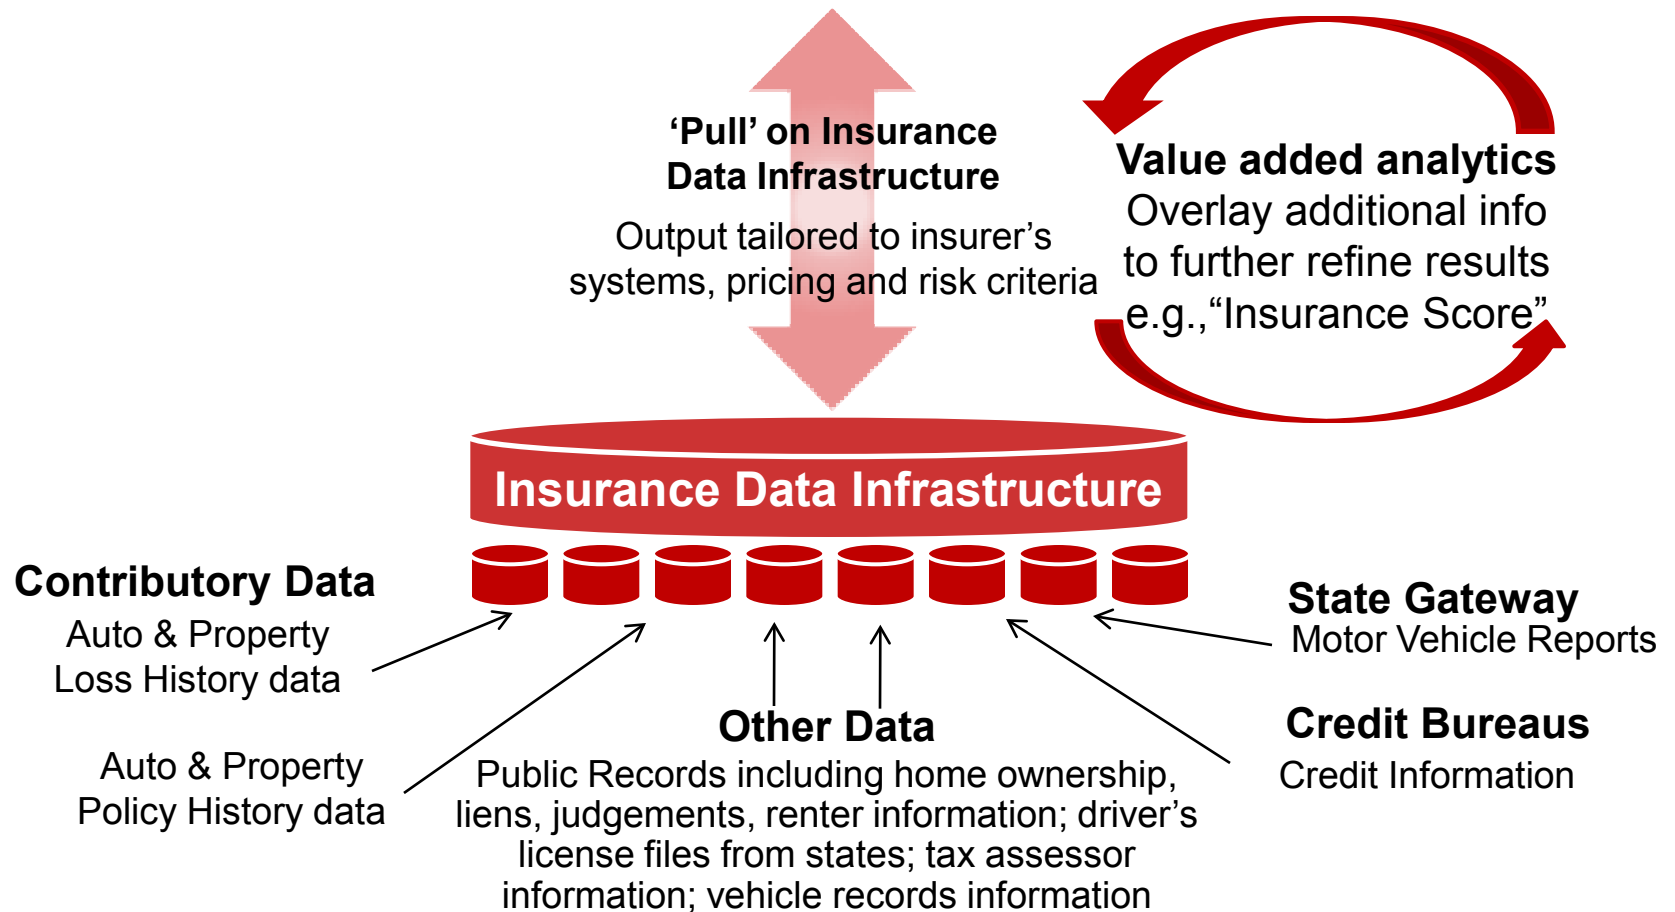 ‘Pull’ on Insurance
Data Infrastructure
Output tailored to insurer’s
systems, pricing and risk criteria
Value added analytics
Overlay additional info
to further refine results
e.g.,“Insurance Score”
Insurance Data Infrastructure
Contributory Data
Auto & Property
Loss History data
Auto & Property
Policy History data
Other Data
Public Records including home ownership,
liens, judgements, renter information; driver’s
license files from states; tax assessor
information; vehicle records information
State Gateway
Motor Vehicle Reports
Credit Bureaus
Credit Information